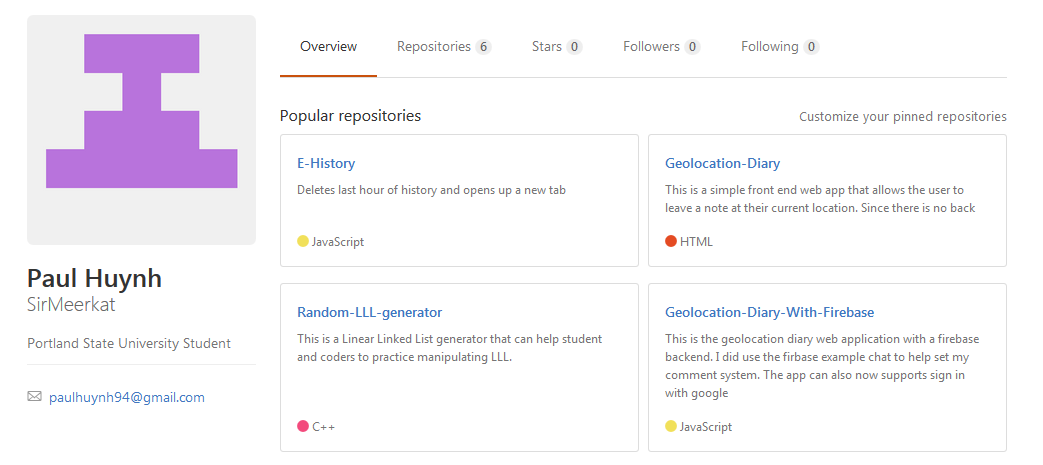 Overview Repositories 6 Stars 0 Followers 0 Following 0
Popular repositories Customize your pinned repositories
E-History
Deletes last hour of history and opens up a new tab
JavaScript
Geolocation-Diary
This is a simple front end web app that allows the user to
leave a note at their current location. Since there is no back
HTML
Random-LLL-generator
This is a Linear Linked List generator that can help student
and coders to practice manipulating LLL.
C++
Geolocation-Diary-With-Firebase
This is the geolocation diary web application with a firebase
backend. I did use the firbase example chat to help set my
comment system. The app can also now supports sign in
with google
JavaScript
Paul Huynh
SirMeerkat
Portland State University Student
paulhuynh94@gmail.com